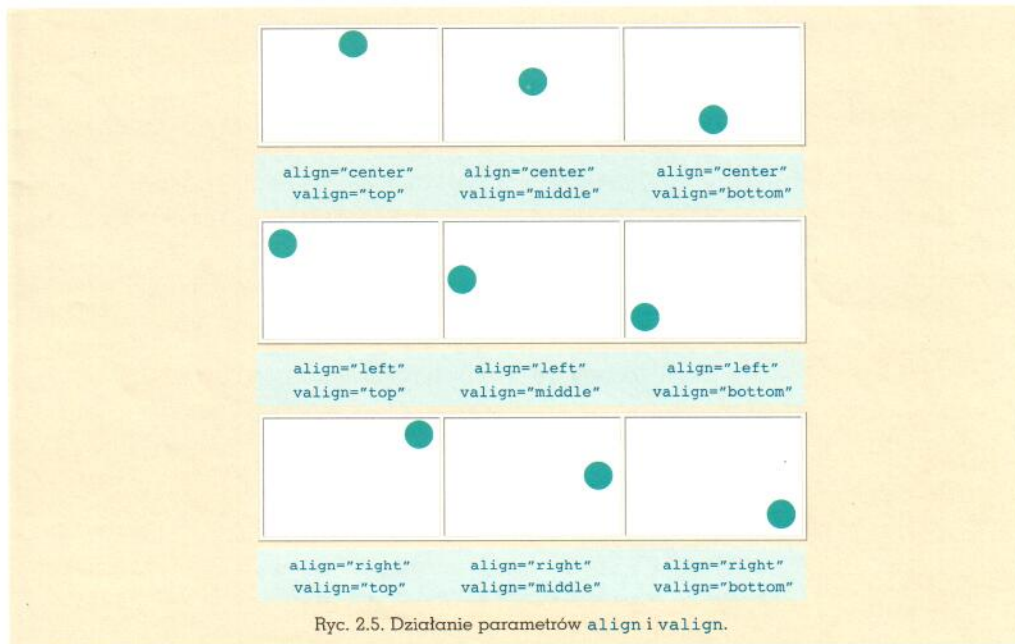 align="center" align="center" align="center"
valign="top" valign="middle" valign="bottom"
align="left" align="left" align="left"
valign="top" valign="middle" valign="bottom"
align="right" align="right" align="right"
valign="top" valign="middle" valign="bottom"
Ryc. 2.5. Działanie parametrów align i valign.